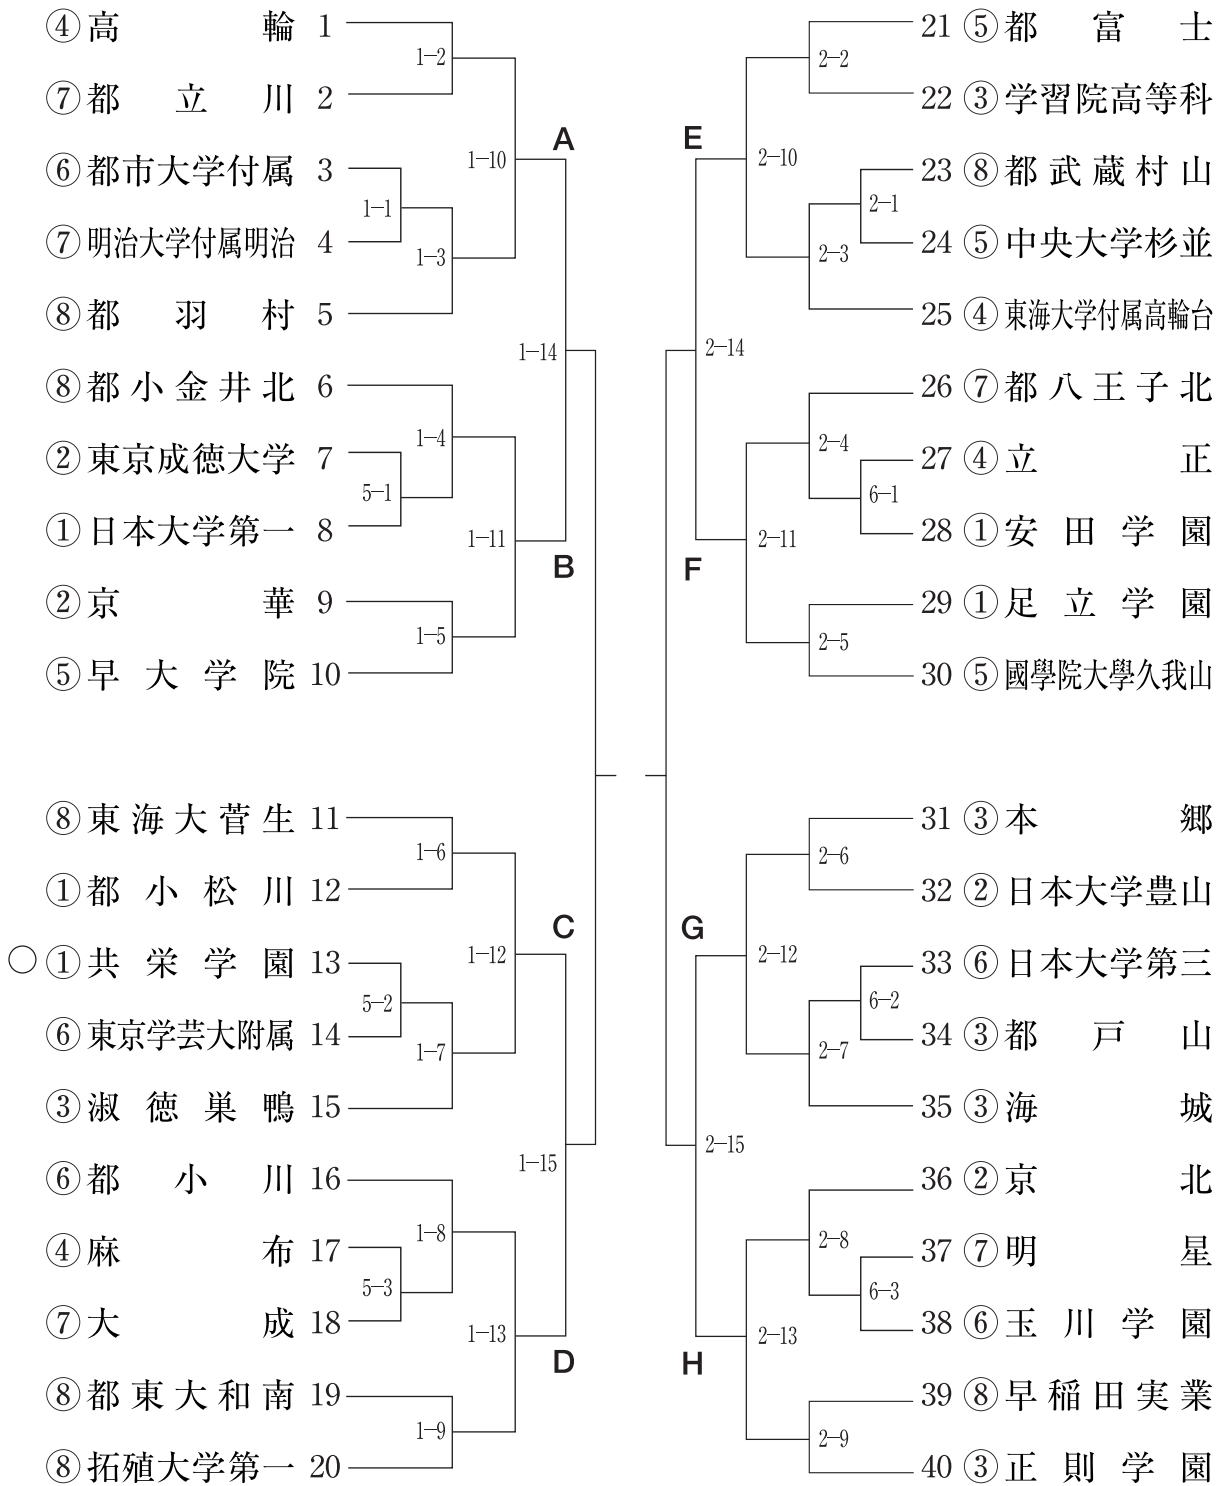 ④高輪 1
1-2
⑦都立川 2
A
1-10
⑥都市大学付属 3
1-1
⑦明治大学付属明治 4
1-3
⑧都羽村 5
1-14
⑧都小金井北 6
1-4
②東京成徳大学 7
5-1
①日本大学第一 8
1-11
B
②京華 9
1-5
⑤早大学院 10
⑧東海大菅生 11
1-6
①都小松川 12
C
1-12
○①共栄学園 13
5-2
⑥東京学芸大附属 14
1-7
③淑徳巣鴨 15
1-15
⑥都小川 16
1-8
④麻布 17
5-3
⑦大成 18
1-13
D
⑧都東大和南 19
1-9
⑧拓殖大学第一 20
21 ⑤都富士
2-2
22 ③学習院高等科
E
2-10
23 ⑧都武蔵村山
2-1
24 ⑤中央大学杉並
2-3
25 ④東海大学付属高輪台
2-14
26 ⑦都八王子北
2-4
27 ④立正
6-1
28 ①安田学園
2-11
F
29 ①足立学園
2-5
30 ⑤國學院大學久我山
31 ③本郷
2-6
32 ②日本大学豊山
G
2-12
33 ⑥日本大学第三
6-2
34 ③都戸山
2-7
35 ③海城
2-15
36 ②京北
2-8
37 ⑦明星
6-3
38 ⑥玉川学園
2-13
H
39 ⑧早稲田実業
2-9
40 ③正則学園